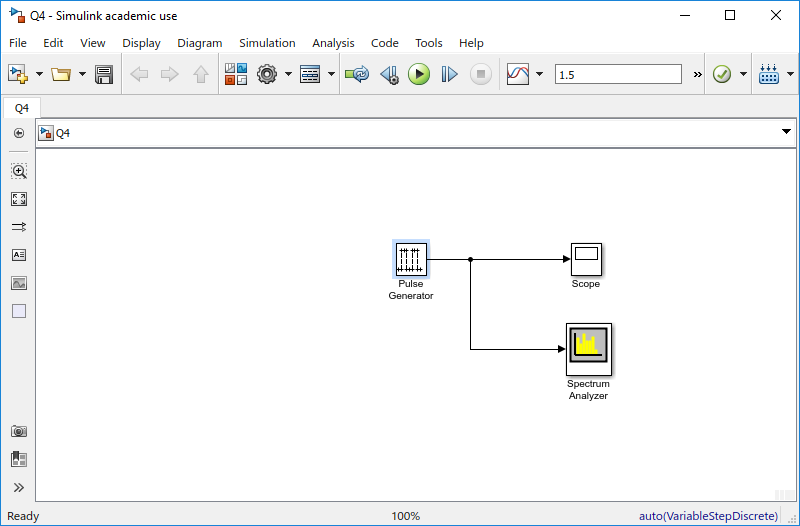 Q4 - Simulink academic use
File Edit View Display Diagram Simulation Analysis Code Tools Help
1.5 »
Q4
Q4
Pulse
Generator
Scope
Spectrum
Analyzer
Ready 100% auto(VariableStepDiscrete)